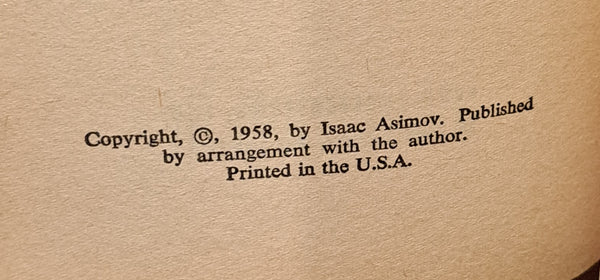 Copyright, ©, 1958, by Isaac Asimov. Published
by arrangement with the author.
Printed in the U.S.A.